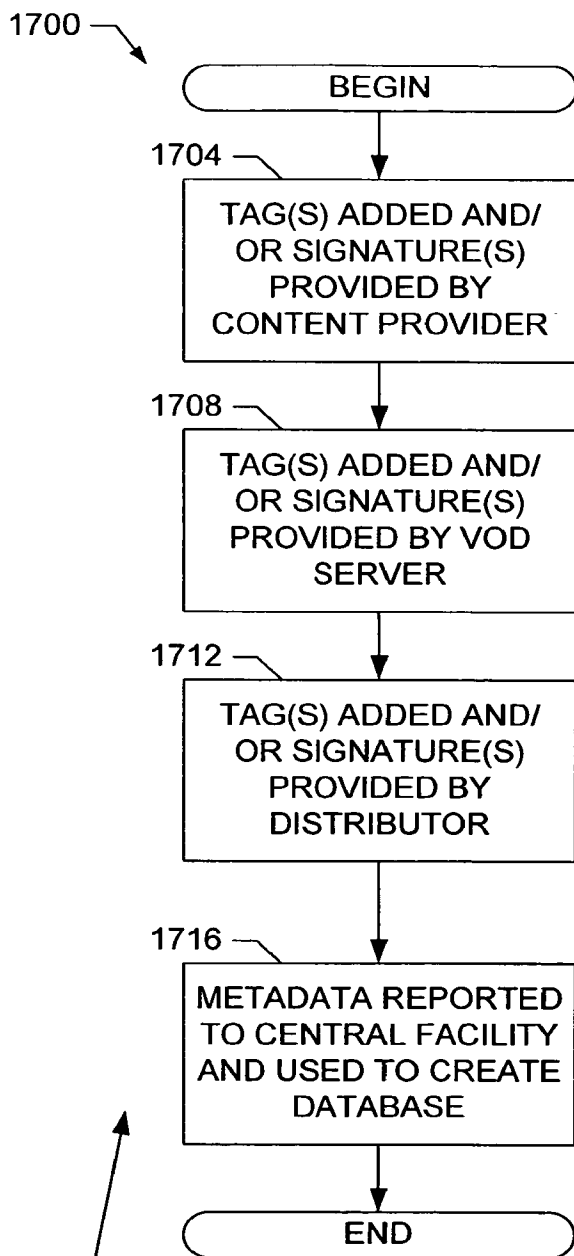 1700
BEGIN
1704
TAG(S) ADDED AND/
OR SIGNATURE(S)
PROVIDED BY
CONTENT PROVIDER
1708
TAG(S) ADDED AND/
OR SIGNATURE(S)
PROVIDED BY VOD
SERVER
1712
TAG(S) ADDED AND/
OR SIGNATURE(S)
PROVIDED BY
DISTRIBUTOR
1716
METADATA REPORTED
TO CENTRAL FACILITY
AND USED TO CREATE
DATABASE
END